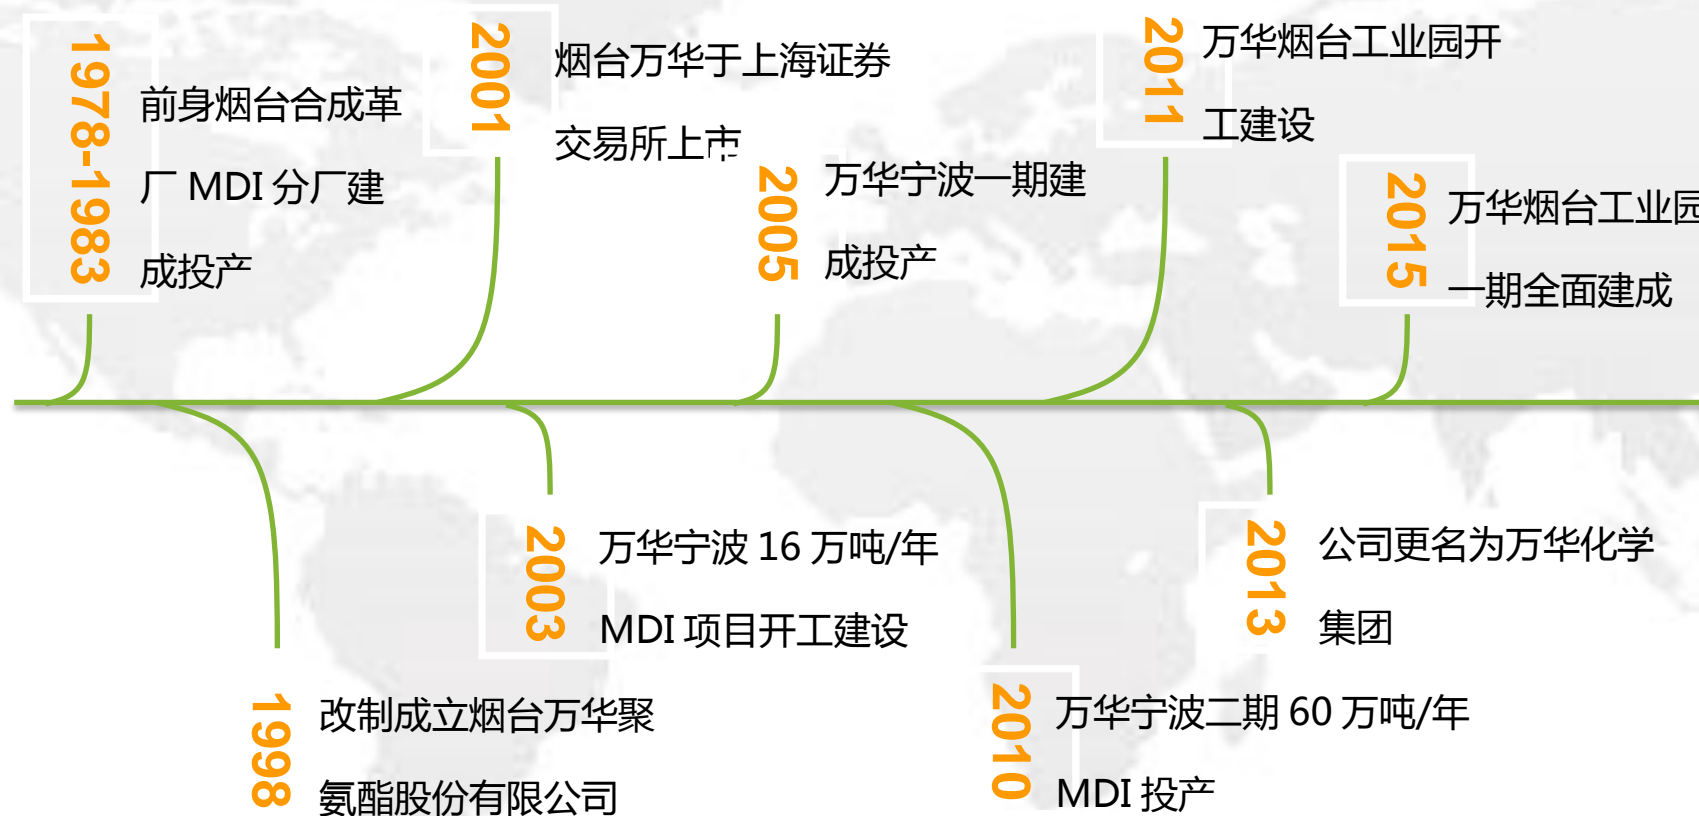 1978-1983
前身烟台合成革
厂 MDI 分厂建
成投产
2001
烟台万华于上海证券
交易所上市
2005
万华宁波一期建
成投产
2011
万华烟台工业园开
工建设
2015
万华烟台工业园
一期全面建成
1998
改制成立烟台万华聚
氨酯股份有限公司
2003
万华宁波 16 万吨/年
MDI 项目开工建设
2010
万华宁波二期 60 万吨/年
MDI 投产
2013
公司更名为万华化学
集团